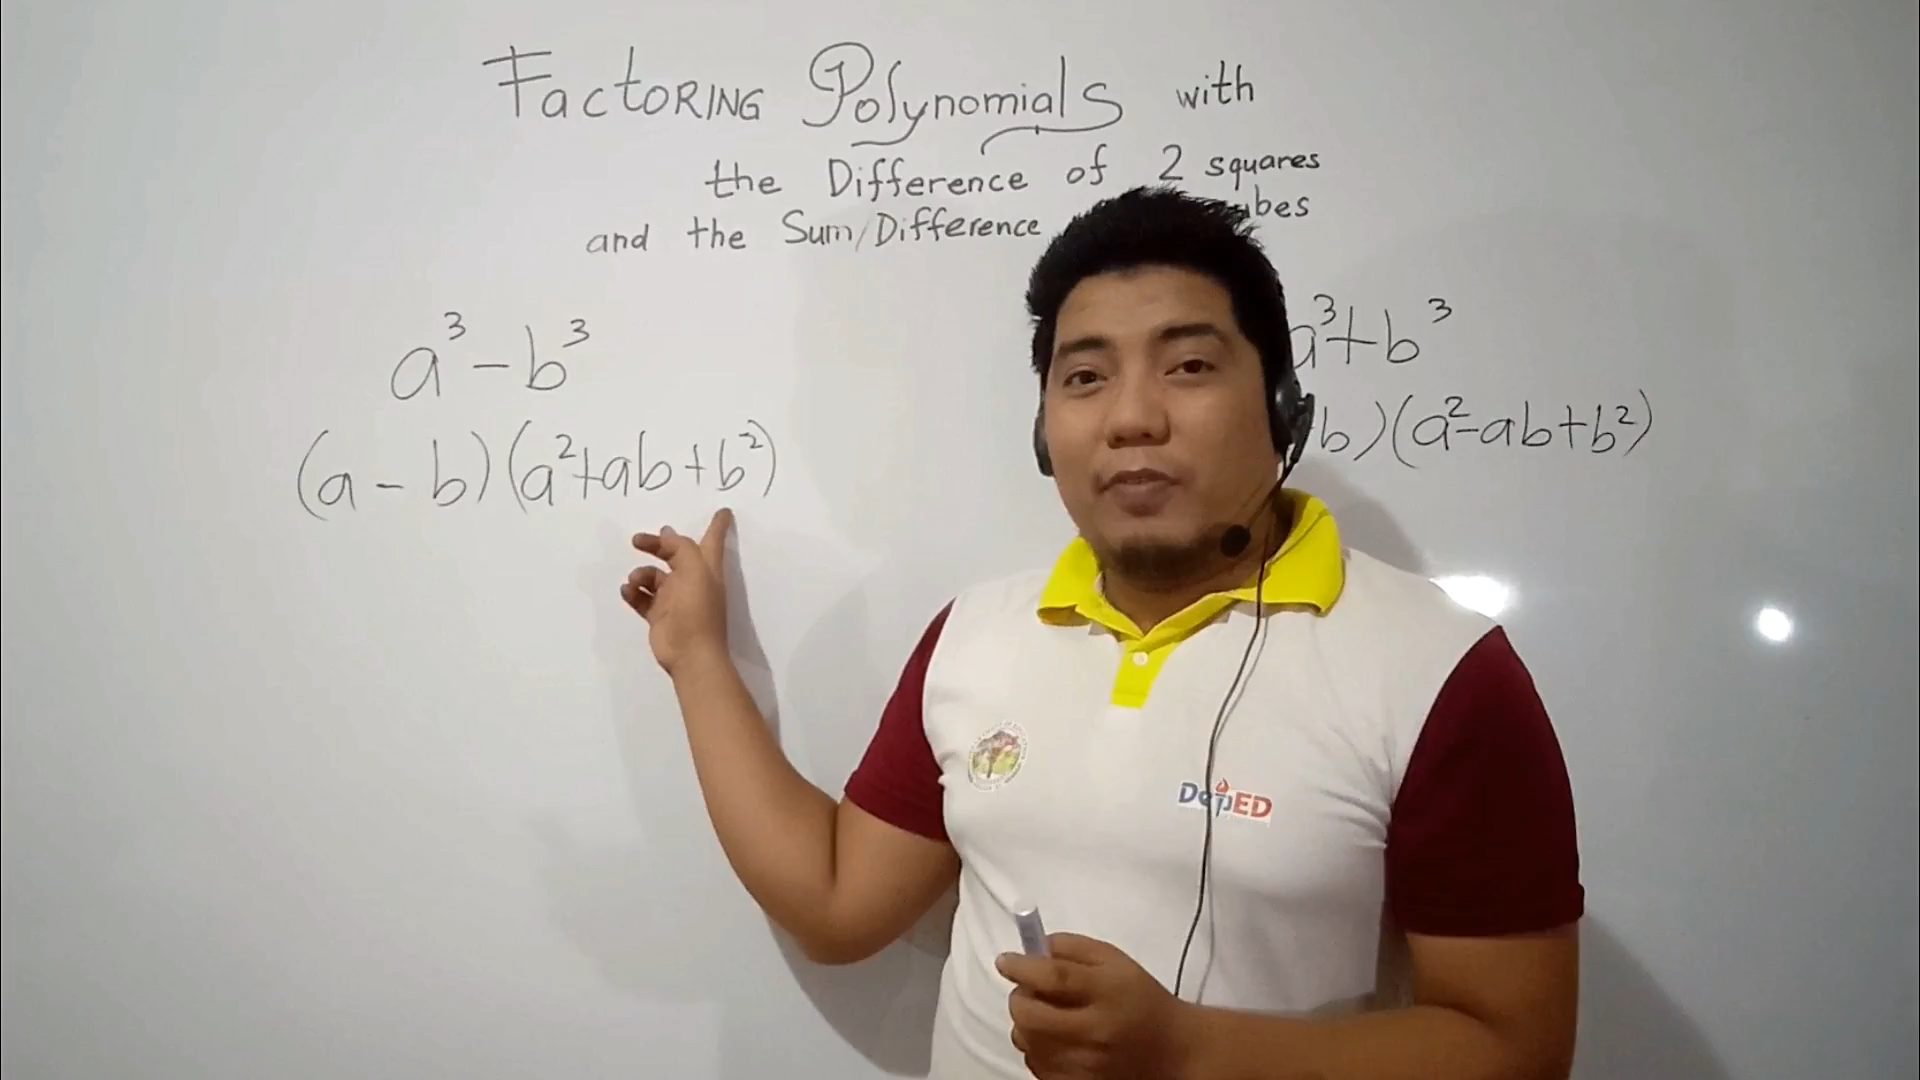 Factoring Polynomials with
the Difference of 2 squares
and the Sum/Difference
a³-b³
(a-b)(a²+ab+b²)
a³+b³
b)(a²-ab+b²)
DepED